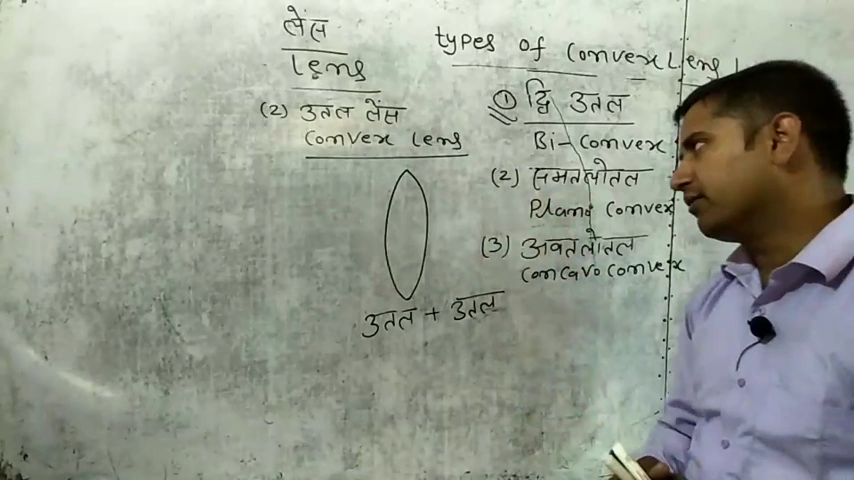 लेंस
Lens
(2) उतल लेंस
Convex Lens
उतल + उतल
types of Convex Lens
① द्वि उतल
Bi-Convex
(2) समतलोतल
Plano Convex
(3) अवतलोतल
Concavo Convex